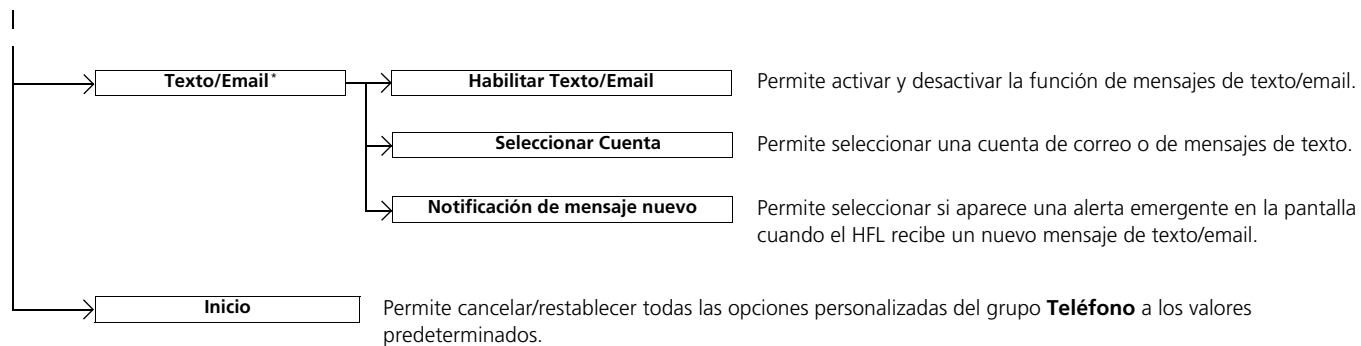 Texto/Email*
Habilitar Texto/Email
Permite activar y desactivar la función de mensajes de texto/email.
Seleccionar Cuenta
Permite seleccionar una cuenta de correo o de mensajes de texto.
Notificación de mensaje nuevo
Permite seleccionar si aparece una alerta emergente en la pantalla
cuando el HFL recibe un nuevo mensaje de texto/email.
Inicio
Permite cancelar/restablecer todas las opciones personalizadas del grupo Teléfono a los valores
predeterminados.